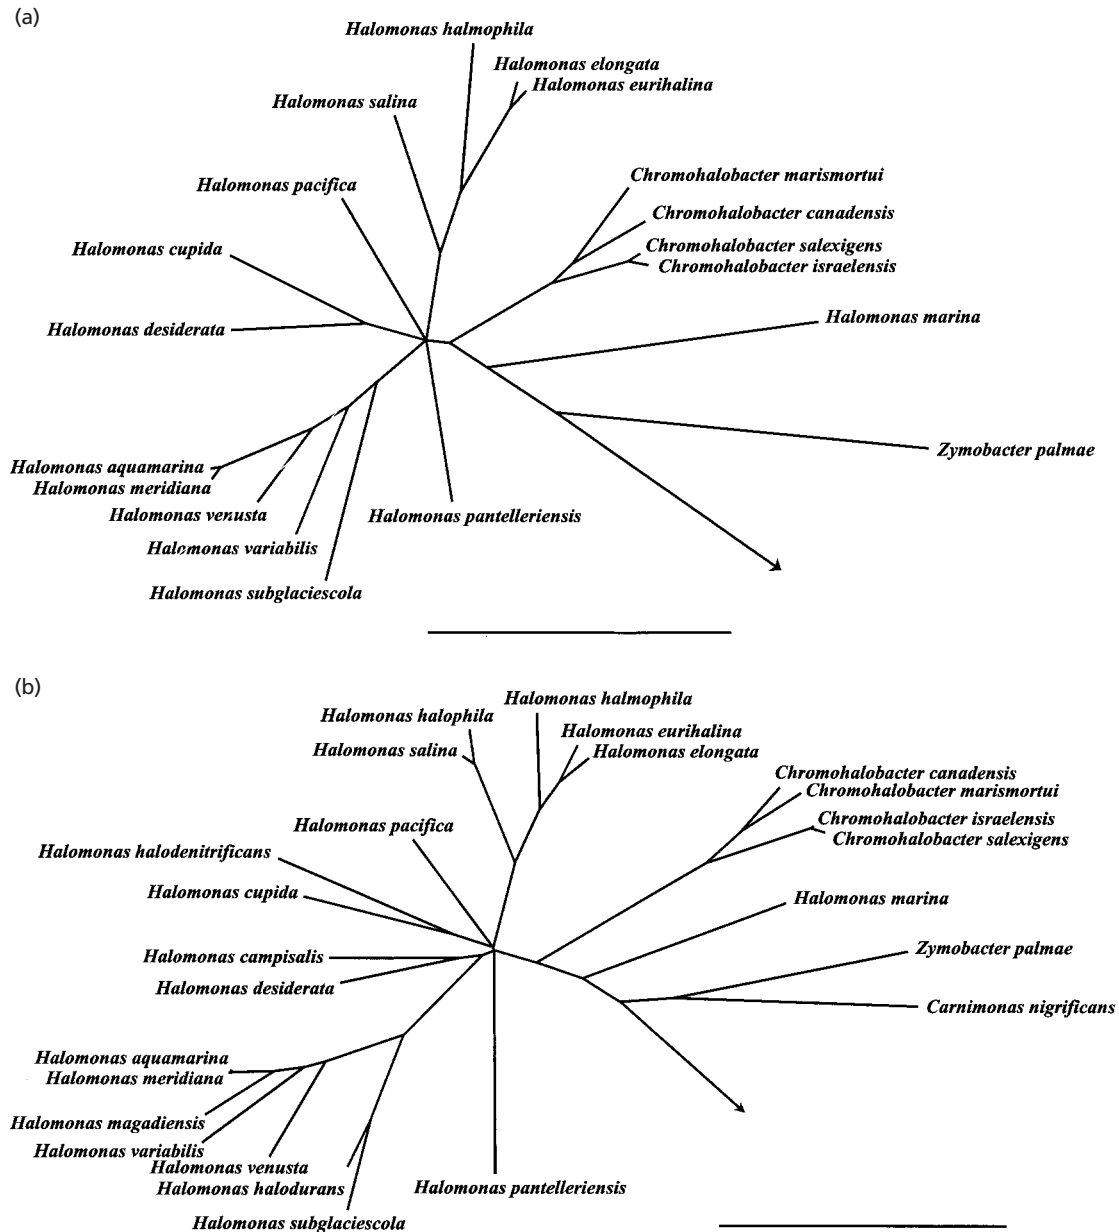 (a)
Halomonas halmophila
Halomonas elongata
Halomonas eurihalina
Halomonas salina
Chromohalobacter marismortui
Halomonas pacifica
Chromohalobacter canadensis
Halomonas cupida
Chromohalobacter salexigens
Chromohalobacter israelensis
Halomonas marina
Halomonas desiderata
Zymobacter palmae
Halomonas aquamarina
Halomonas meridiana
Halomonas venusta
Halomonas pantelleriensis
Halomonas variabilis
Halomonas subglaciescola
(b)
Halomonas halmophila
Halomonas halophila
Halomonas eurihalina
Halomonas salina
Halomonas elongata
Chromohalobacter canadensis
Chromohalobacter marismortui
Halomonas pacifica
Chromohalobacter israelensis
Chromohalobacter salexigens
Halomonas halodenitrificans
Halomonas cupida
Halomonas marina
Zymobacter palmae
Halomonas campisalis
Halomonas desiderata
Carnimonas nigrificans
Halomonas aquamarina
Halomonas meridiana
Halomonas magadiensis
Halomonas variabilis
Halomonas venusta
Halomonas halodurans
Halomonas pantelleriensis
Halomonas subglaciescola